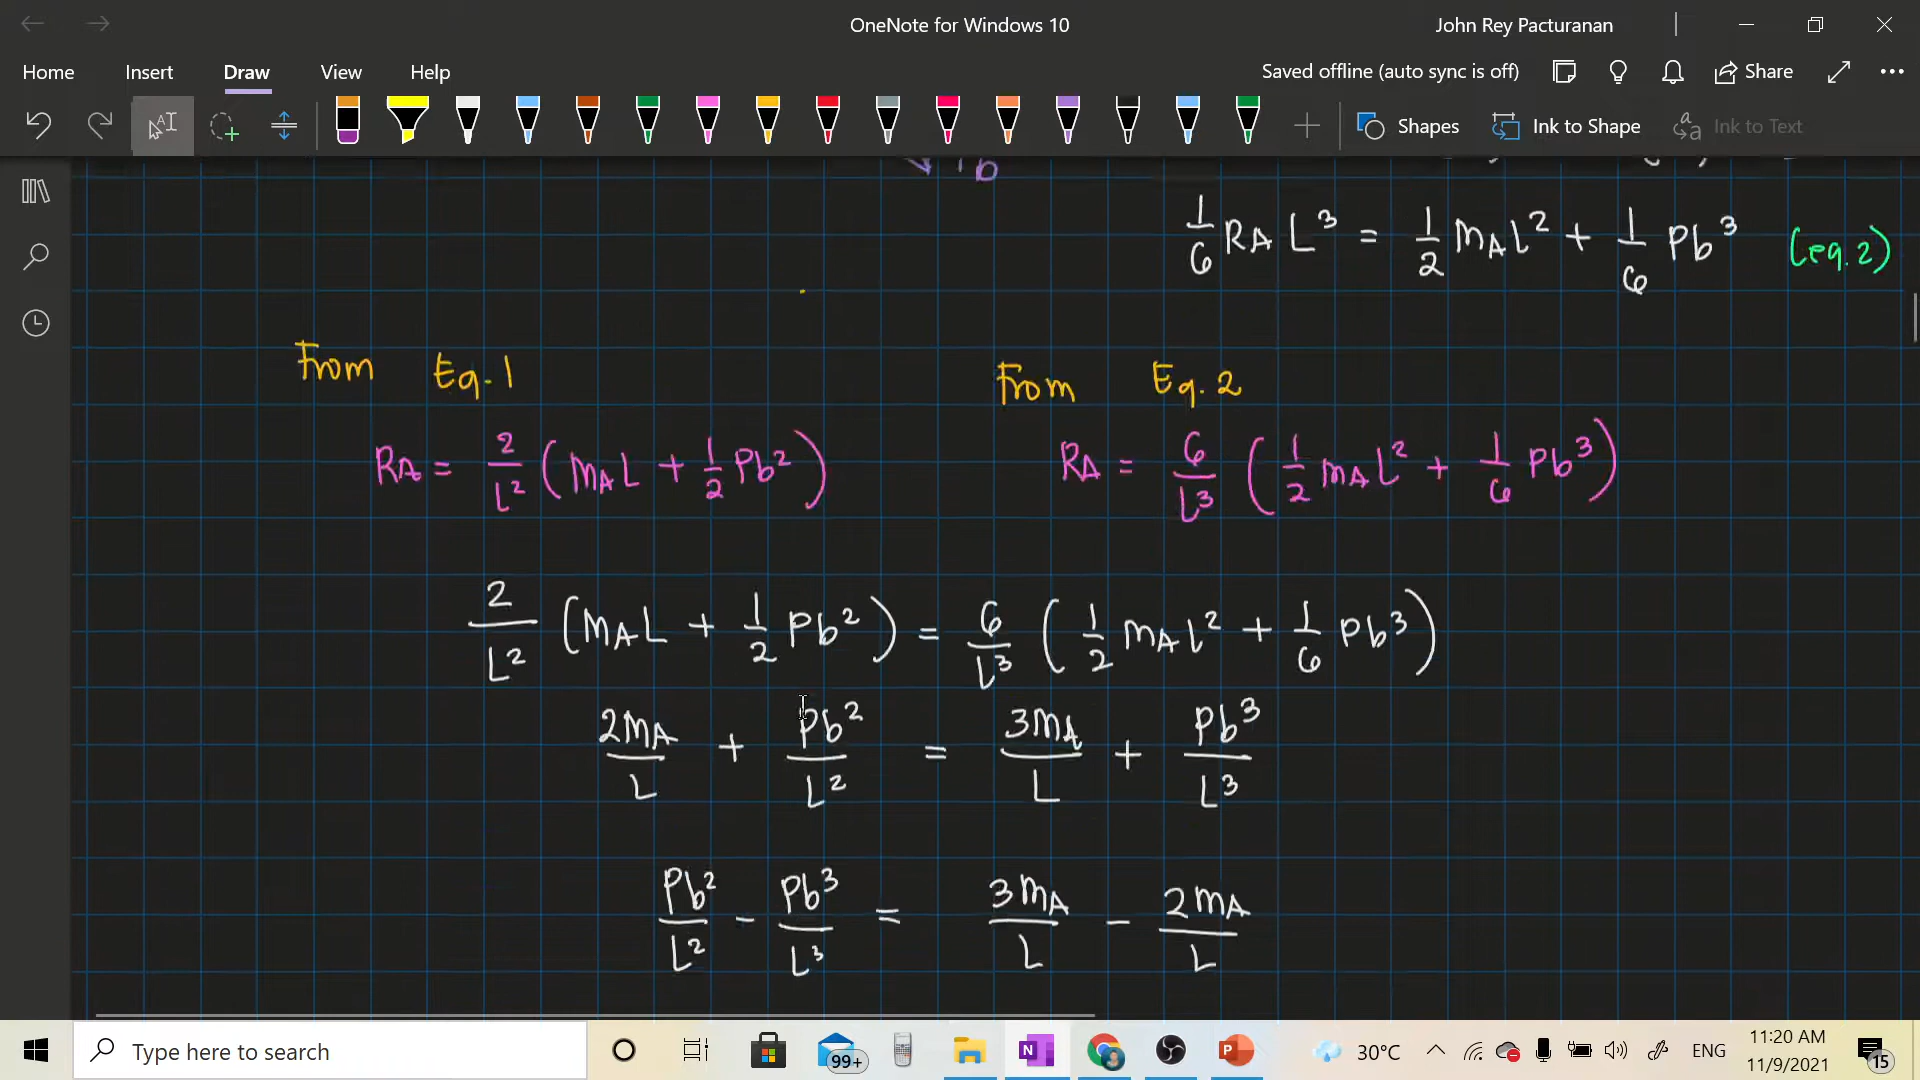 OneNote for Windows 10
John Rey Pacturanan
Home Insert Draw View Help
Saved offline (auto sync is off) Share
Shapes Ink to Shape Ink to Text
1/6 RA L³ = 1/2 MA L² + 1/6 Pb³ (eq. 2)
From Eq. 1
From Eq. 2
RA = 2/L² (MA L + 1/2 Pb²)
RA = 6/L³ (1/2 MA L² + 1/6 Pb³)
2/L² (MA L + 1/2 Pb²) = 6/L³ (1/2 MA L² + 1/6 Pb³)
2MA/L + Pb²/L² = 3MA/L + Pb³/L³
Pb²/L² - Pb³/L³ = 3MA/L - 2MA/L
Type here to search
99+
30°C
ENG
11:20 AM
11/9/2021
15